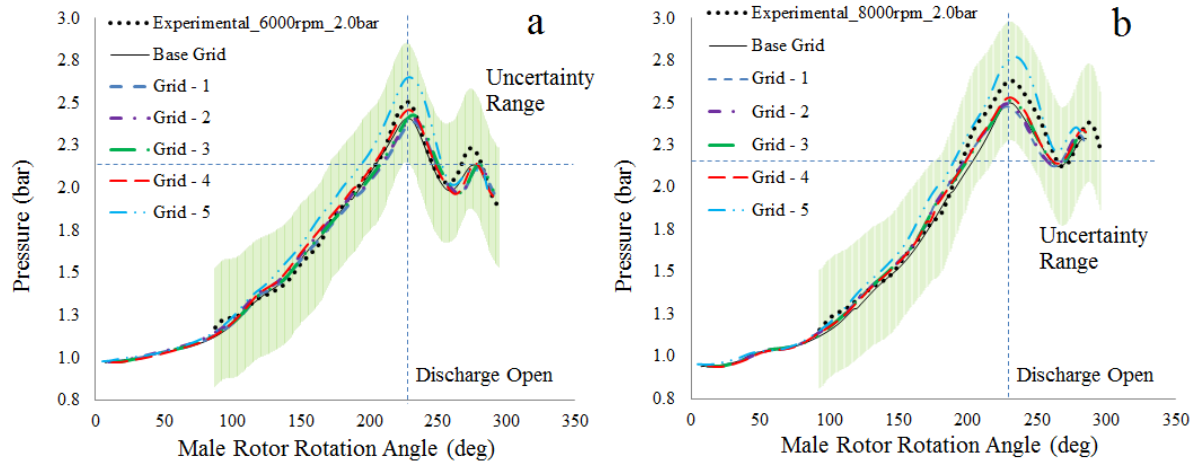 a
Experimental_6000rpm_2.0bar
Base Grid
Grid - 1
Grid - 2
Grid - 3
Grid - 4
Grid - 5
Uncertainty
Range
Discharge Open
3.0
2.8
2.5
2.3
2.0
1.8
1.5
1.3
1.0
0.8
Pressure (bar)
0 50 100 150 200 250 300 350
Male Rotor Rotation Angle (deg)
b
Experimental_8000rpm_2.0bar
Base Grid
Grid - 1
Grid - 2
Grid - 3
Grid - 4
Grid - 5
Uncertainty
Range
Discharge Open
3.0
2.8
2.5
2.3
2.0
1.8
1.5
1.3
1.0
0.8
Pressure (bar)
0 50 100 150 200 250 300 350
Male Rotor Rotation Angle (deg)